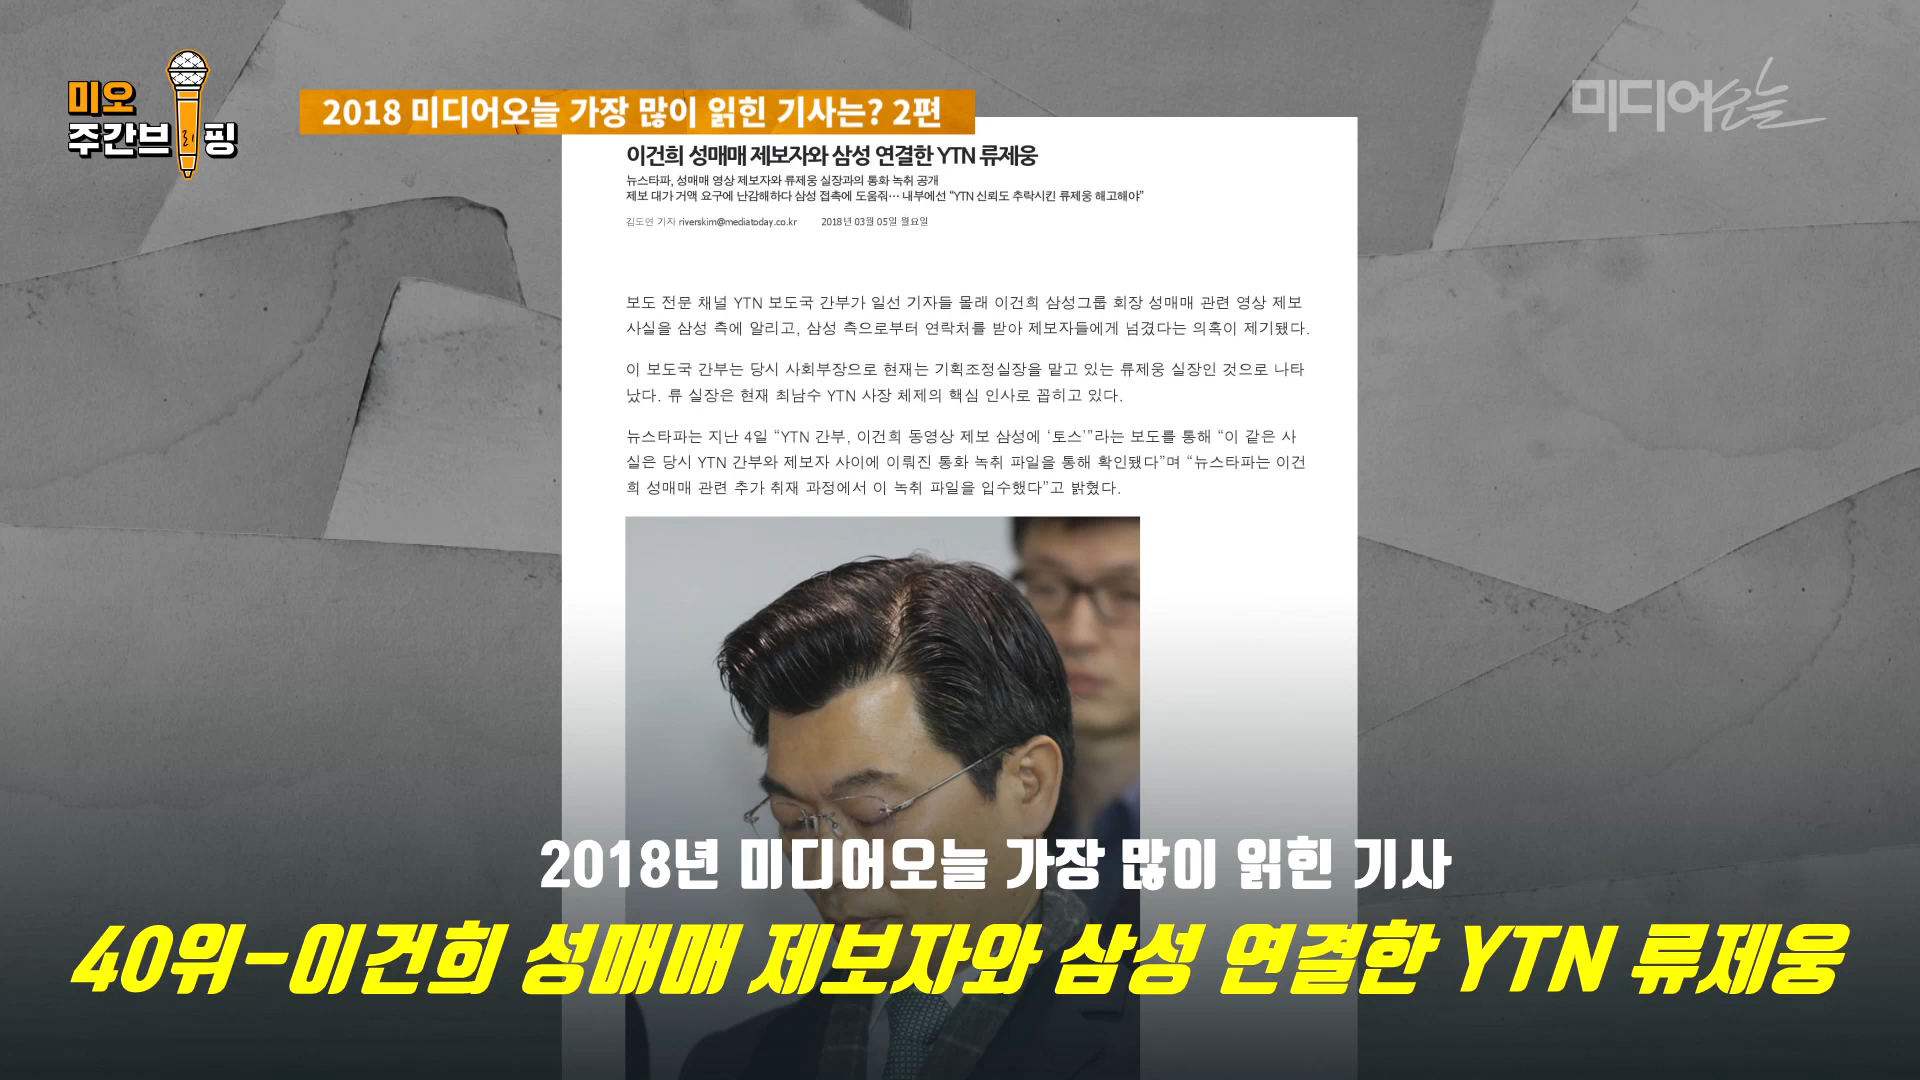 미오
주간브리핑
2018 미디어오늘 가장 많이 읽힌 기사는? 2편
미디어오늘
이건희 성매매 제보자와 삼성 연결한 YTN 류제웅
뉴스타파, 성매매 영상 제보자와 류제웅 실장과의 통화 녹취 공개
제보 대가 거액 요구에 난감해하다 삼성 접촉에 도움줘… 내부에선 “YTN 신뢰도 추락시킨 류제웅 해고해야”
김도연 기자 riverskim@mediatoday.co.kr 2018년 03월 05일 월요일
보도 전문 채널 YTN 보도국 간부가 일선 기자들 몰래 이건희 삼성그룹 회장 성매매 관련 영상 제보
사실을 삼성 측에 알리고, 삼성 측으로부터 연락처를 받아 제보자들에게 넘겼다는 의혹이 제기됐다.
이 보도국 간부는 당시 사회부장으로 현재는 기획조정실장을 맡고 있는 류제웅 실장인 것으로 나타
났다. 류 실장은 현재 최남수 YTN 사장 체제의 핵심 인사로 꼽히고 있다.
뉴스타파는 지난 4일 “YTN 간부, 이건희 동영상 제보 삼성에 ‘토스’”라는 보도를 통해 “이 같은 사
실은 당시 YTN 간부와 제보자 사이에 이뤄진 통화 녹취 파일을 통해 확인됐다”며 “뉴스타파는 이건
희 성매매 관련 추가 취재 과정에서 이 녹취 파일을 입수했다”고 밝혔다.
2018년 미디어오늘 가장 많이 읽힌 기사
40위-이건희 성매매 제보자와 삼성 연결한 YTN 류제웅